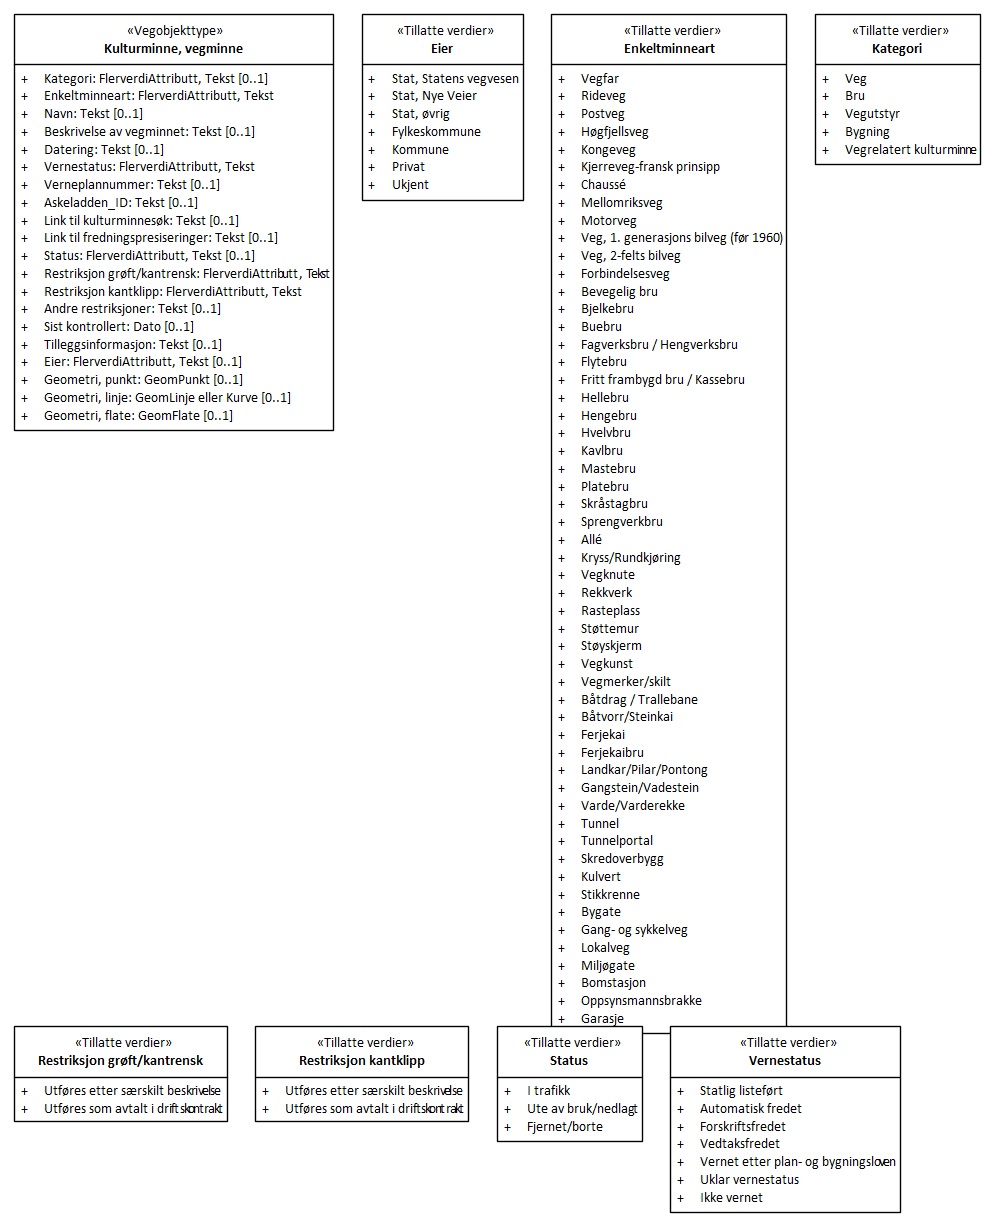 «Vegobjekttype»
Kulturminne, vegminne
+ Kategori: FlerverdiAttributt, Tekst [0..1]
+ Enkeltminneart: FlerverdiAttributt, Tekst
+ Navn: Tekst [0..1]
+ Beskrivelse av vegminnet: Tekst [0..1]
+ Datering: Tekst [0..1]
+ Vernestatus: FlerverdiAttributt, Tekst
+ Verneplannummer: Tekst [0..1]
+ Askeladden_ID: Tekst [0..1]
+ Link til kulturminnesøk: Tekst [0..1]
+ Link til fredningspresiseringer: Tekst [0..1]
+ Status: FlerverdiAttributt, Tekst [0..1]
+ Restriksjon grøft/kantrensk: FlerverdiAttributt, Tekst
+ Restriksjon kantklipp: FlerverdiAttributt, Tekst
+ Andre restriksjoner: Tekst [0..1]
+ Sist kontrollert: Dato [0..1]
+ Tilleggsinformasjon: Tekst [0..1]
+ Eier: FlerverdiAttributt, Tekst [0..1]
+ Geometri, punkt: GeomPunkt [0..1]
+ Geometri, linje: GeomLinje eller Kurve [0..1]
+ Geometri, flate: GeomFlate [0..1]
«Tillatte verdier»
Eier
+ Stat, Statens vegvesen
+ Stat, Nye Veier
+ Stat, øvrig
+ Fylkeskommune
+ Kommune
+ Privat
+ Ukjent
«Tillatte verdier»
Enkeltminneart
+ Vegfar
+ Rideveg
+ Postveg
+ Høgfjellsveg
+ Kongeveg
+ Kjerreveg-fransk prinsipp
+ Chaussé
+ Mellomriksveg
+ Motorveg
+ Veg, 1. generasjons bilveg (før 1960)
+ Veg, 2-felts bilveg
+ Forbindelsesveg
+ Bevegelig bru
+ Bjelkebru
+ Buebru
+ Fagverksbru / Hengverksbru
+ Flytebru
+ Fritt frambygd bru / Kassebru
+ Hellebru
+ Hengebru
+ Hvelvbru
+ Kavlbru
+ Mastebru
+ Platebru
+ Skråstagbru
+ Sprengverkbru
+ Allé
+ Kryss/Rundkjøring
+ Vegknute
+ Rekkverk
+ Rasteplass
+ Støttemur
+ Støyskjerm
+ Vegkunst
+ Vegmerker/skilt
+ Båtdrag / Trallebane
+ Båtvorr/Steinkai
+ Ferjekai
+ Ferjekaibru
+ Landkar/Pilar/Pontong
+ Gangstein/Vadestein
+ Varde/Varderekke
+ Tunnel
+ Tunnelportal
+ Skredoverbygg
+ Kulvert
+ Stikkrenne
+ Bygate
+ Gang- og sykkelveg
+ Lokalveg
+ Miljøgate
+ Bomstasjon
+ Oppsynsmannsbrakke
+ Garasje
«Tillatte verdier»
Kategori
+ Veg
+ Bru
+ Vegutstyr
+ Bygning
+ Vegrelatert kulturminne
«Tillatte verdier»
Restriksjon grøft/kantrensk
+ Utføres etter særskilt beskrivelse
+ Utføres som avtalt i driftskontrakt
«Tillatte verdier»
Restriksjon kantklipp
+ Utføres etter særskilt beskrivelse
+ Utføres som avtalt i driftskontrakt
«Tillatte verdier»
Status
+ I trafikk
+ Ute av bruk/nedlagt
+ Fjernet/borte
«Tillatte verdier»
Vernestatus
+ Statlig listeført
+ Automatisk fredet
+ Forskriftsfredet
+ Vedtaksfredet
+ Vernet etter plan- og bygningsloven
+ Uklar vernestatus
+ Ikke vernet